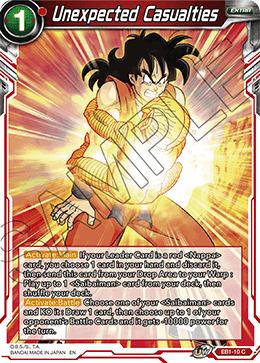 1
Unexpected Casualties
EXTRA
SAMPLE
Activate:Main If your Leader Card is a red <Nappa>
card, you choose 1 card in your hand and discard it,
then send this card from your Drop Area to your Warp :
Play up to 1 <Saibaiman> card from your deck, then
shuffle your deck.
Activate:Battle Choose one of your <Saibaiman> cards
and KO it: Draw 1 card, then choose up to 1 of your
opponent's Battle Cards and it gets -10000 power for
the turn.
©B.S./S., T.A.
BANDAI MADE IN JAPAN EN
EB1-10 C